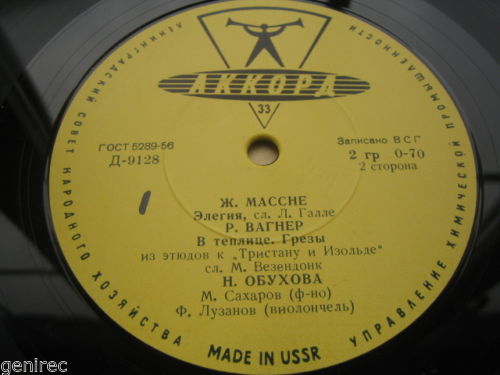 ЛЕНИНГРАДСКИЙ СОВЕТ НАРОДНОГО ХОЗЯЙСТВА
УПРАВЛЕНИЕ ХИМИЧЕСКОЙ ПРОМЫШЛЕННОСТИ
АККОРД
33
ГОСТ 5289-56
Д-9128
Записано ВСГ
2 гр 0-70
2 сторона
Ж. МАССНЕ
Элегия, сл. Л. Галле
Р. ВАГНЕР
В теплице. Грезы
из этюдов к „Тристану и Изольде"
сл. М. Везендонк
Н. ОБУХОВА
М. Сахаров (ф-но)
Ф. Лузанов (виолончель)
MADE IN USSR
genirec